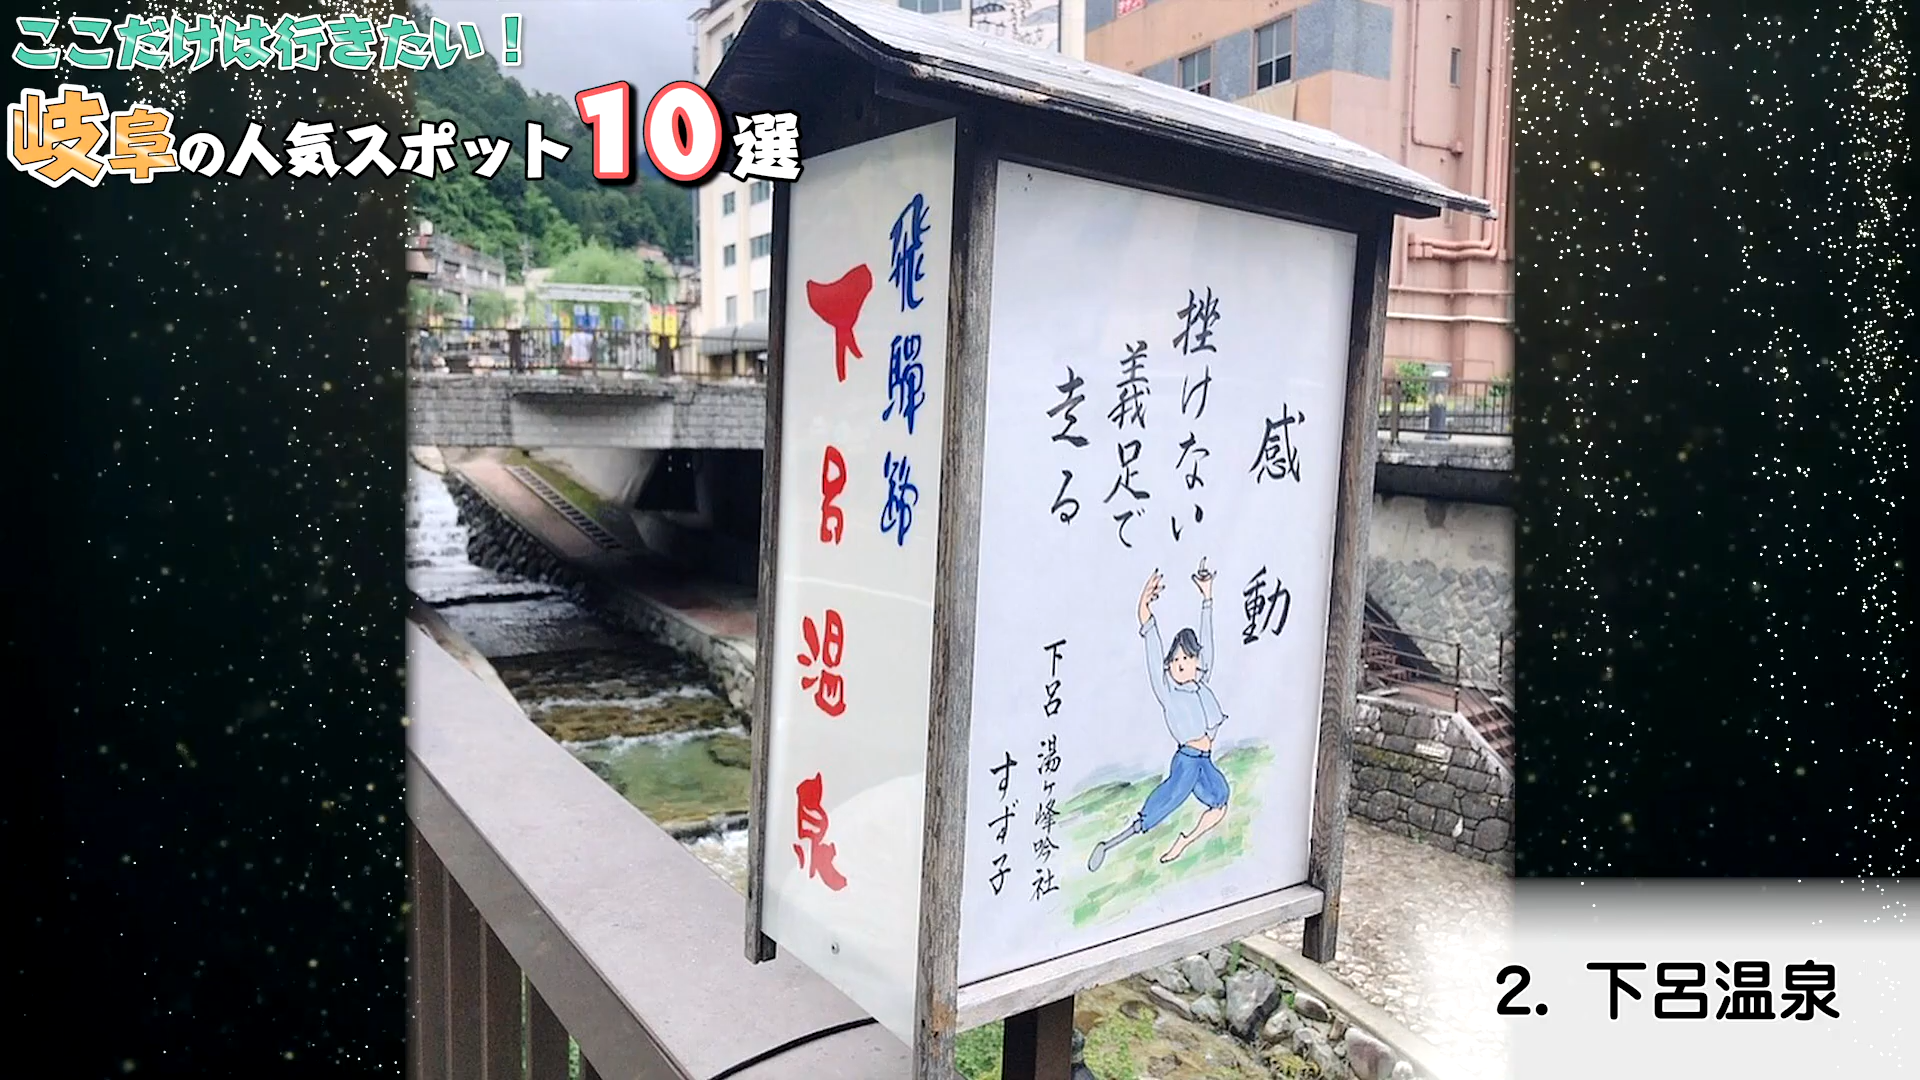 ここだけは行きたい！
岐阜の人気スポット10選
飛騨路
下呂温泉
感動
挫けない
義足で
走る
下呂 湯ヶ峰吟社
すず子
2. 下呂温泉